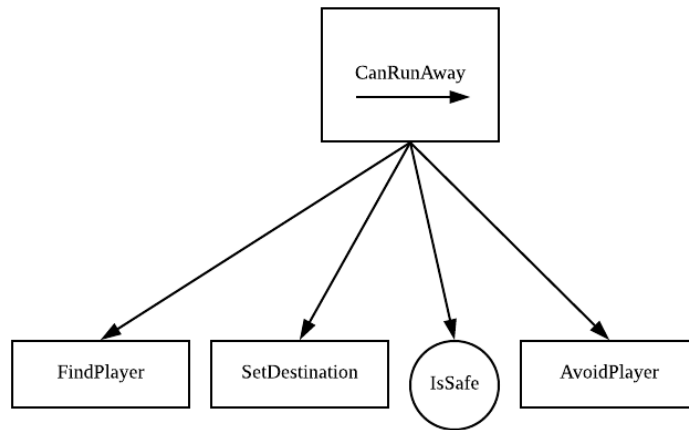 CanRunAway
FindPlayer
SetDestination
IsSafe
AvoidPlayer